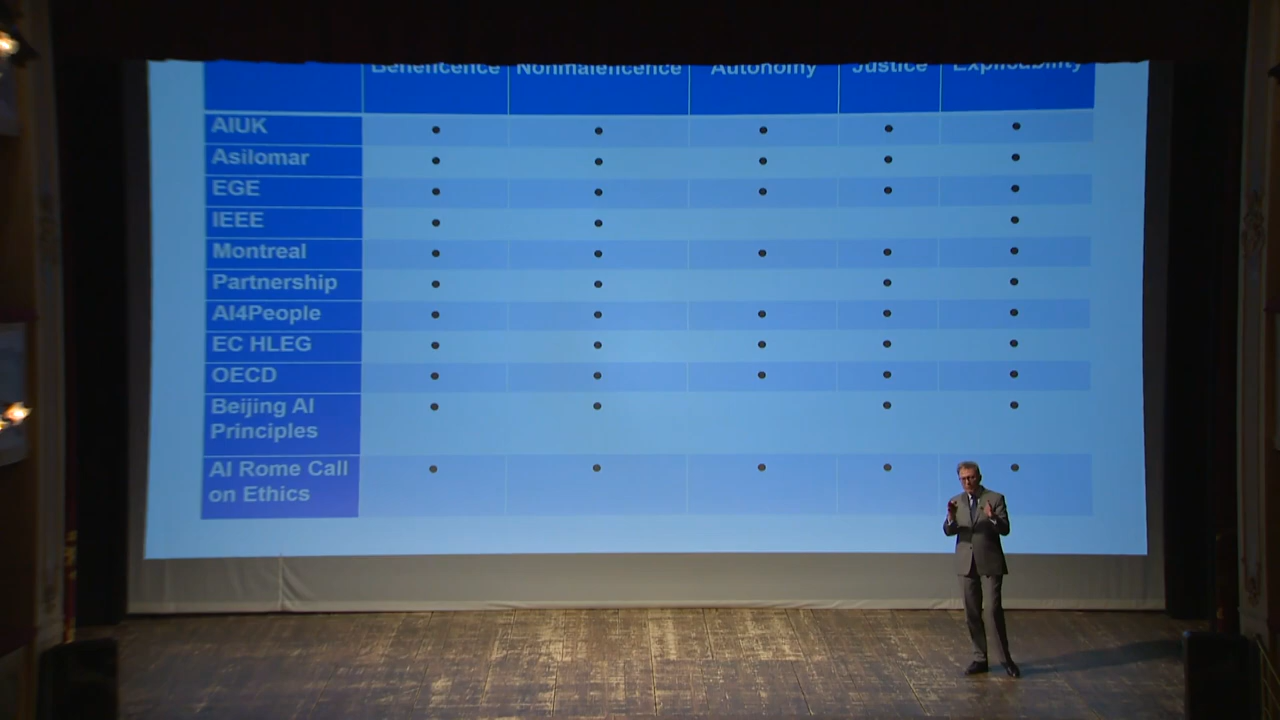 Beneficence Nonmaleficence Autonomy Justice Explicability
AIUK • • • • •
Asilomar • • • • •
EGE • • • • •
IEEE • • •
Montreal • • • • •
Partnership • • • •
AI4People • • • • •
EC HLEG • • • • •
OECD • • • • •
Beijing AI • • • •
Principles
AI Rome Call • • • • •
on Ethics